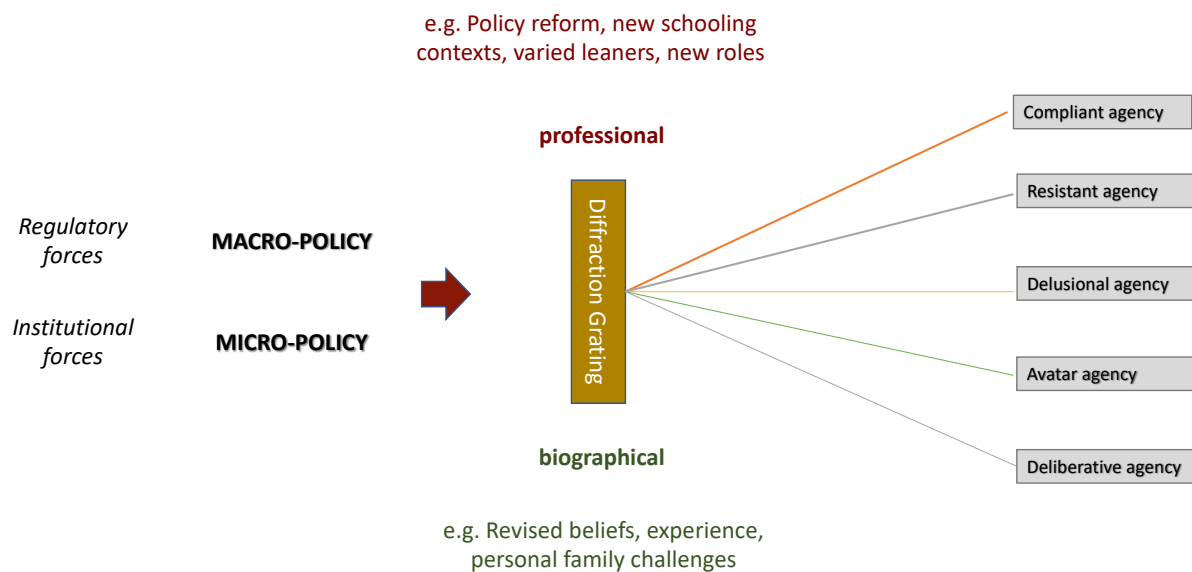 e.g. Policy reform, new schooling
contexts, varied leaners, new roles
professional
Regulatory
forces
MACRO-POLICY
Institutional
forces
MICRO-POLICY
Diffraction Grating
biographical
e.g. Revised beliefs, experience,
personal family challenges
Compliant agency
Resistant agency
Delusional agency
Avatar agency
Deliberative agency